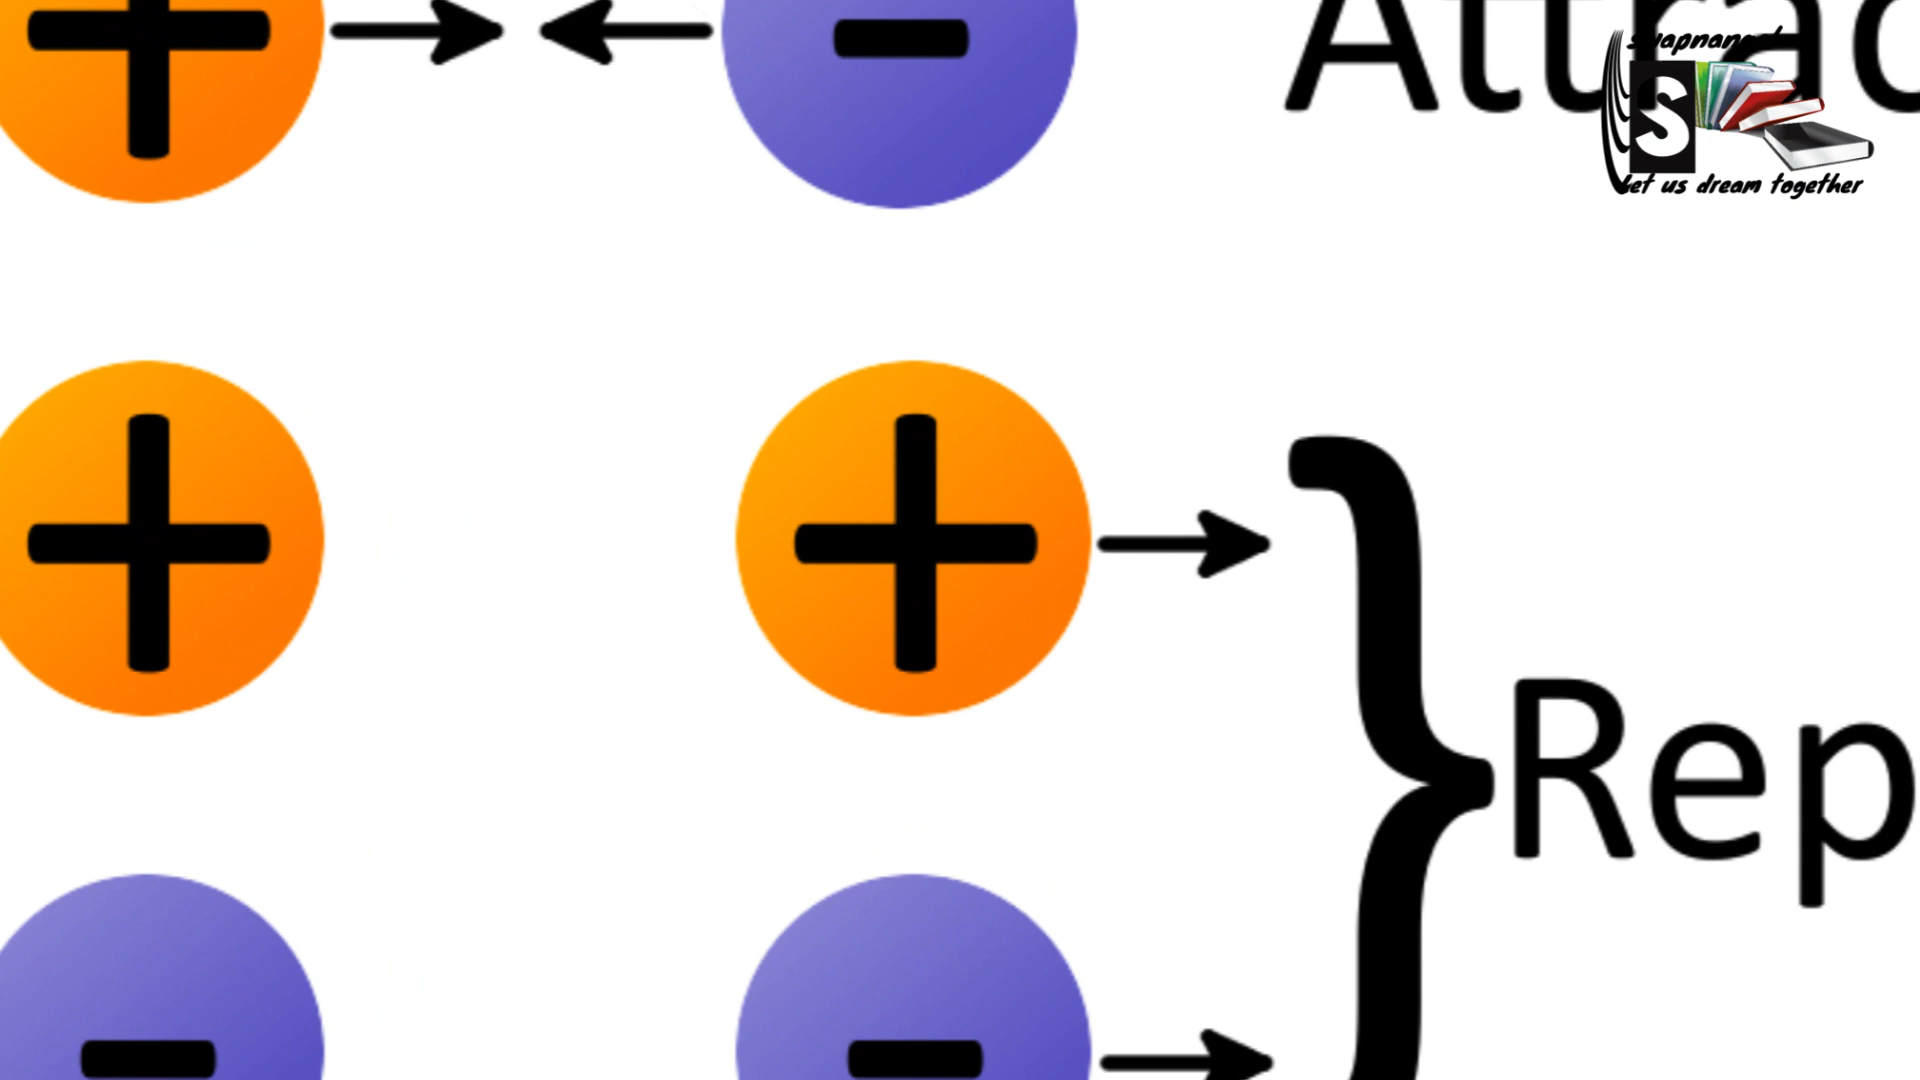 + -
Attrac
S
let us dream together
+ +
Rep
- -